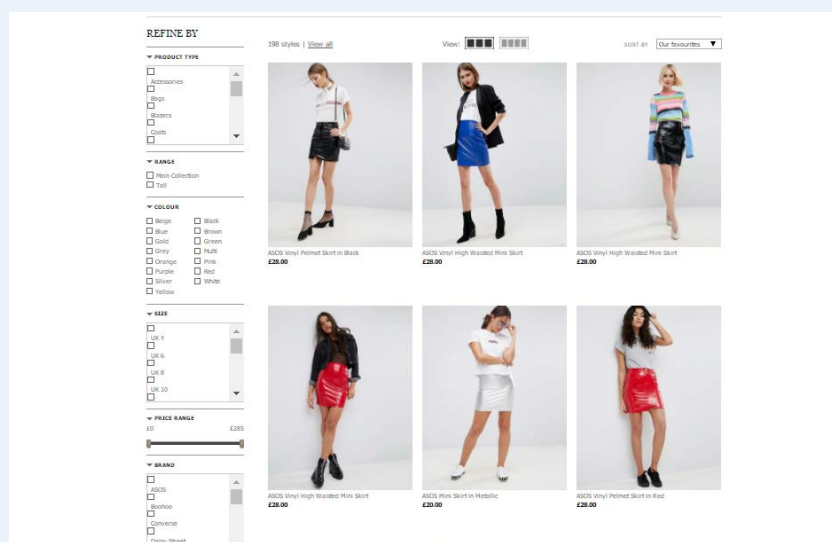 REFINE BY
198 styles | View all
View:
SORT BY Our favourites
PRODUCT TYPE
Accessories
Bags
Blazers
Coats
RANGE
Main Collection
Tall
COLOUR
Beige Black
Blue Brown
Gold Green
Grey Multi
Orange Pink
Purple Red
Silver White
Yellow
SIZE
UK 4
UK 6
UK 8
UK 10
PRICE RANGE
£0 £285
BRAND
ASOS
Boohoo
Converse
Daisy Street
ASOS Vinyl Pelmet Skirt in Black
£28.00
ASOS Vinyl High Waisted Mini Skirt
£28.00
ASOS Vinyl High Waisted Mini Skirt
£28.00
ASOS Vinyl High Waisted Mini Skirt
£28.00
ASOS Mini Skirt in Metallic
£20.00
ASOS Vinyl Pelmet Skirt in Red
£28.00